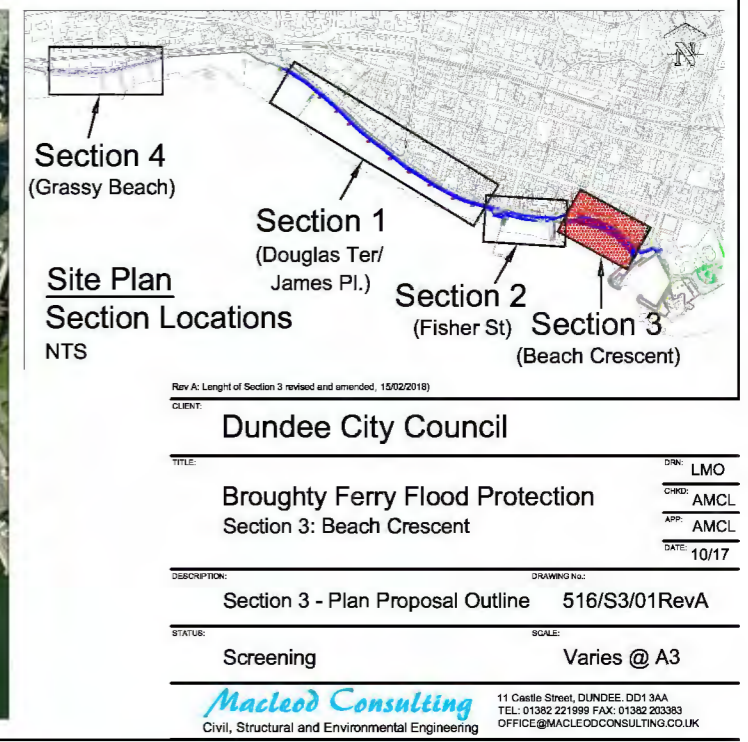 N
Section 4
(Grassy Beach)
Section 1
(Douglas Ter/
James Pl.)
Section 2
(Fisher St)
Section 3
(Beach Crescent)
Site Plan
Section Locations
NTS
Rev A: Lenght of Section 3 revised and amended, 15/02/2018)
CLIENT:
Dundee City Council
TITLE:
Broughty Ferry Flood Protection
Section 3: Beach Crescent
DRN: LMO
CHKD: AMCL
APP: AMCL
DATE: 10/17
DESCRIPTION:
Section 3 - Plan Proposal Outline
DRAWING No.:
516/S3/01RevA
STATUS:
Screening
SCALE:
Varies @ A3
Macleod Consulting
Civil, Structural and Environmental Engineering
11 Castle Street, DUNDEE. DD1 3AA
TEL: 01382 221999 FAX: 01382 203383
OFFICE@MACLEODCONSULTING.CO.UK